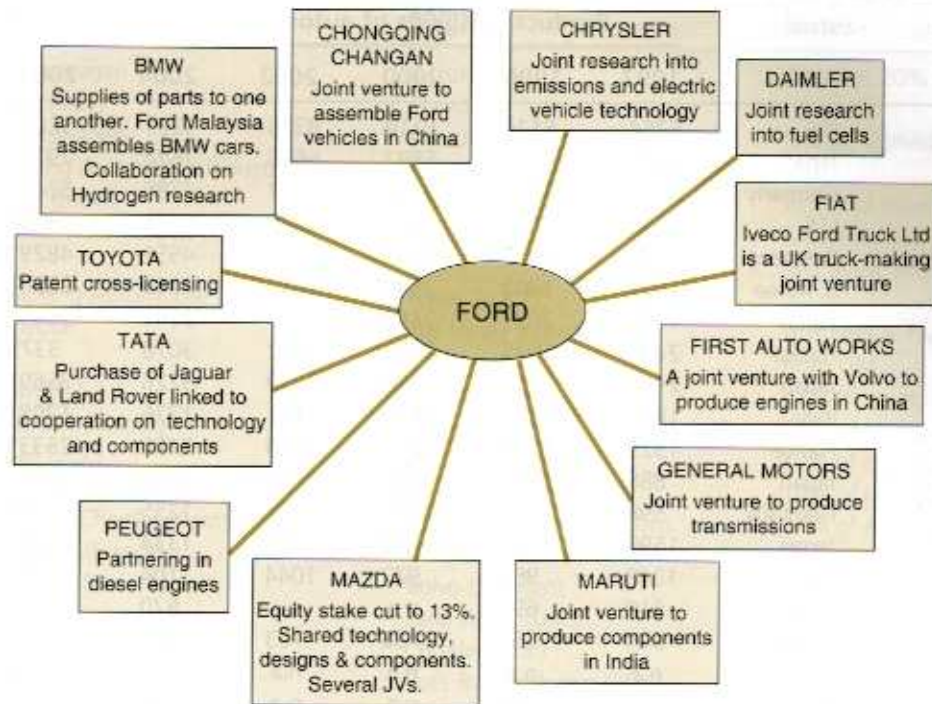 BMW
Supplies of parts to one
another. Ford Malaysia
assembles BMW cars.
Collaboration on
Hydrogen research
CHONGQING
CHANGAN
Joint venture to
assemble Ford
vehicles in China
CHRYSLER
Joint research into
emissions and electric
vehicle technology
DAIMLER
Joint research
into fuel cells
FIAT
Iveco Ford Truck Ltd
is a UK truck-making
joint venture
TOYOTA
Patent cross-licensing
FORD
TATA
Purchase of Jaguar
& Land Rover linked to
cooperation on technology
and components
FIRST AUTO WORKS
A joint venture with Volvo to
produce engines in China
GENERAL MOTORS
Joint venture to produce
transmissions
PEUGEOT
Partnering in
diesel engines
MAZDA
Equity stake cut to 13%.
Shared technology,
designs & components.
Several JVs.
MARUTI
Joint venture to
produce components
in India